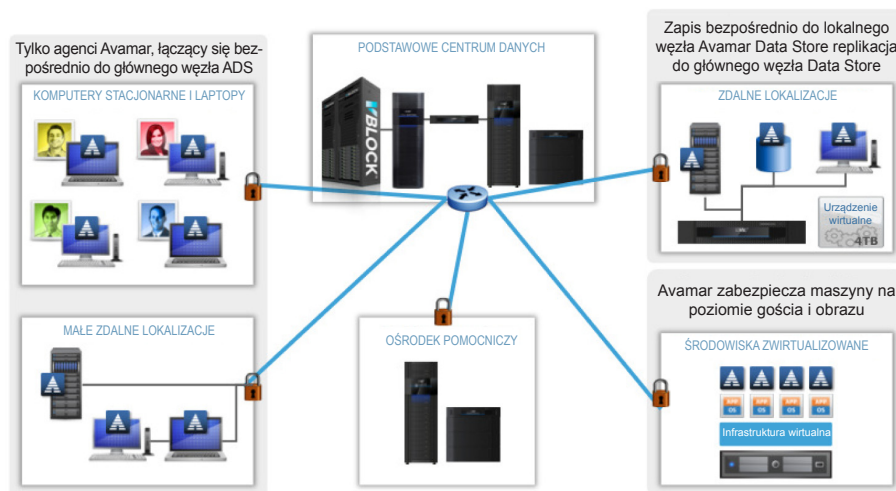 Tylko agenci Avamar, łączący się bez-
pośrednio do głównego węzła ADS
KOMPUTERY STACJONARNE I LAPTOPY
MAŁE ZDALNE LOKALIZACJE
PODSTAWOWE CENTRUM DANYCH
VBLOCK
OŚRODEK POMOCNICZY
Zapis bezpośrednio do lokalnego
węzła Avamar Data Store replikacja
do głównego węzła Data Store
ZDALNE LOKALIZACJE
Urządzenie
wirtualne
4TB
Avamar zabezpiecza maszyny na
poziomie gościa i obrazu
ŚRODOWISKA ZWIRTUALIZOWANE
APP APP APP APP
OS OS OS OS
Infrastruktura wirtualna